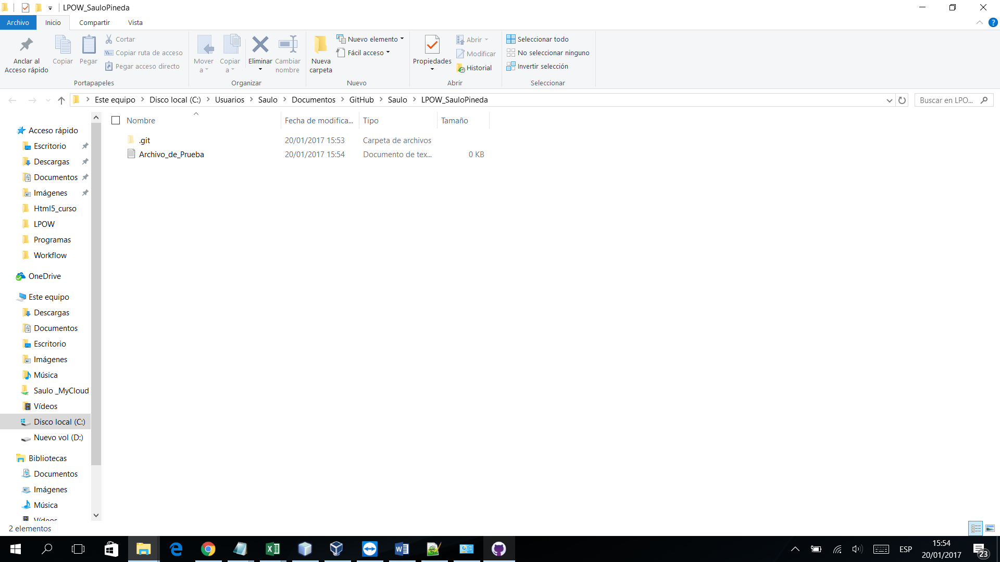 LPOW_SauloPineda
Archivo Inicio Compartir Vista
Anclar al Acceso rápido
Copiar
Pegar
Cortar
Copiar ruta de acceso
Pegar acceso directo
Portapapeles
Mover a
Copiar a
Eliminar
Cambiar nombre
Organizar
Nueva carpeta
Nuevo elemento
Fácil acceso
Nuevo
Propiedades
Abrir
Modificar
Historial
Abrir
Seleccionar todo
No seleccionar ninguno
Invertir selección
Seleccionar
Este equipo > Disco local (C:) > Usuarios > Saulo > Documentos > GitHub > Saulo > LPOW_SauloPineda
Buscar en LPO...
Nombre Fecha de modifica... Tipo Tamaño
.git 20/01/2017 15:53 Carpeta de archivos
Archivo_de_Prueba 20/01/2017 15:54 Documento de tex... 0 KB
Acceso rápido
Escritorio
Descargas
Documentos
Imágenes
Html5_curso
LPOW
Programas
Workflow
OneDrive
Este equipo
Descargas
Documentos
Escritorio
Imágenes
Música
Saulo _MyCloud
Vídeos
Disco local (C:)
Nuevo vol (D:)
Bibliotecas
Documentos
Imágenes
Música
Vídeos
2 elementos
ESP
15:54
20/01/2017
23